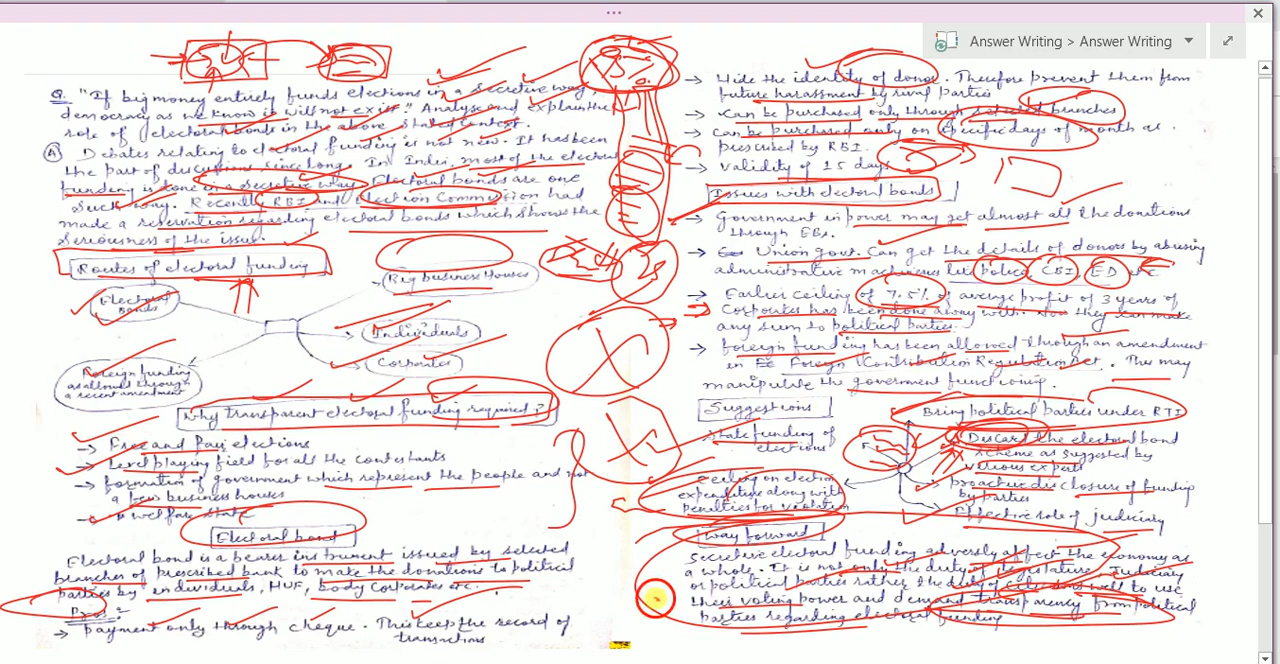 Answer Writing > Answer Writing
Q. "If big money entirely funds elections in a secretive way,
democracy as we know it will not exist." Analyse and explain the
role of electoral bonds in the above stated context.
(A) Debates relating to electoral funding is not new. It has been
the part of discussions since long. In India, most of the electoral
funding is done in a secretive way. Electoral bonds are one
such way. Recently RBI and Election Commission had
made a reservation regarding electoral bonds which shows the
seriousness of the issue.
Routes of electoral funding
Electoral
bonds
Big business Houses
Individuals
Corporates
Foreign funding
as allowed through
a recent amendment
Why transparent electoral funding required?
→ Free and fair elections
→ Level playing field for all the contestants
→ formation of government which represent the people and not
a few business houses
→ welfare state
Electoral bond
Electoral bond is a bearer instrument issued by selected
branches of prescribed bank to make the donations to political
parties by individuals, HUF, body corporates etc.
→ payment only through cheque. This keep the record of
transactions
→ Hide the identity of donor. Therefore prevent them from
future harassment by rival parties
→ Can be purchased only through selected branches
→ can be purchased only on specific days of month as
prescribed by RBI.
→ validity of 15 days
Issues with electoral bonds
→ Government in power may get almost all the donations
through EBs.
→ Union govt. can get the details of donors by abusing
administrative machineries like police, CBI, ED etc
→ Earlier ceiling of 7.5% of average profit of 3 years of
Corporates has been done away with. Now they can make
any sum to political parties.
→ foreign funding has been allowed through an amendment
in Foreign Contribution Regulation Act. This may
manipulate the government functioning.
Suggestions
Bring political parties under RTI
State funding of
elections
Discard the electoral bond
scheme as suggested by
various experts
Ceiling on election
expenditure along with
penalties for violation
proactive disclosure of funding
by parties
Effective role of judiciary
Way forward
Secretive electoral funding adversly affect the economy as
a whole. It is not only the duty of legislature, Judiciary
or political parties rather the duty of citizens well to use
their voting power and demand transparency from political
parties regarding electoral funding